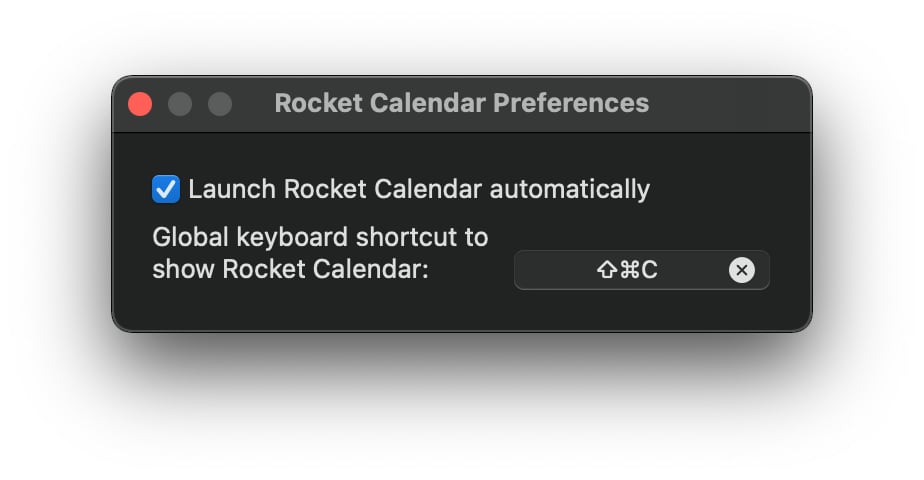 Rocket Calendar Preferences
Launch Rocket Calendar automatically
Global keyboard shortcut to
show Rocket Calendar:
⇧⌘C